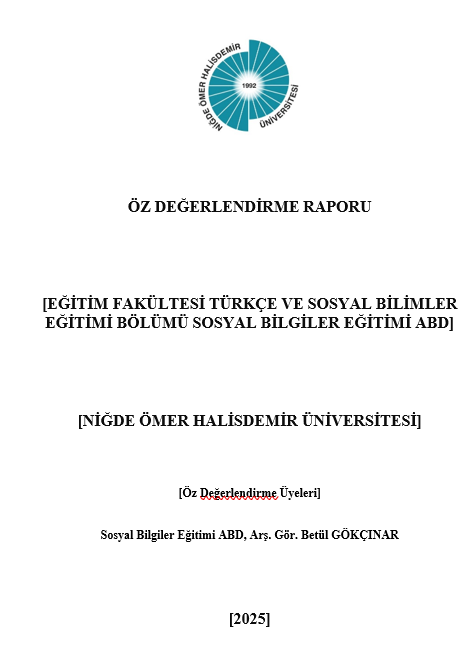 NİĞDE ÖMER HALİSDEMİR
ÜNİVERSİTESİ
1992
ÖZ DEĞERLENDİRME RAPORU
[EĞİTİM FAKÜLTESİ TÜRKÇE VE SOSYAL BİLİMLER
EĞİTİMİ BÖLÜMÜ SOSYAL BİLGİLER EĞİTİMİ ABD]
[NİĞDE ÖMER HALİSDEMİR ÜNİVERSİTESİ]
[Öz Değerlendirme Üyeleri]
Sosyal Bilgiler Eğitimi ABD, Arş. Gör. Betül GÖKÇINAR
[2025]